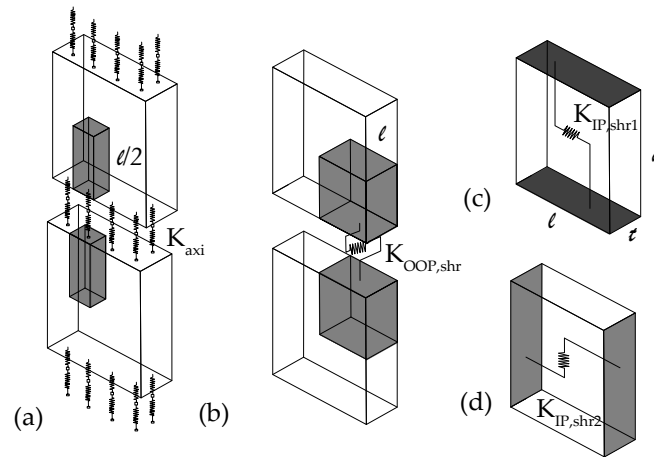 ℓ/2
K_axi
(a)
ℓ
K_OOP,shr
(b)
K_IP,shr1
ℓ
t
(c)
K_IP,shr2
(d)